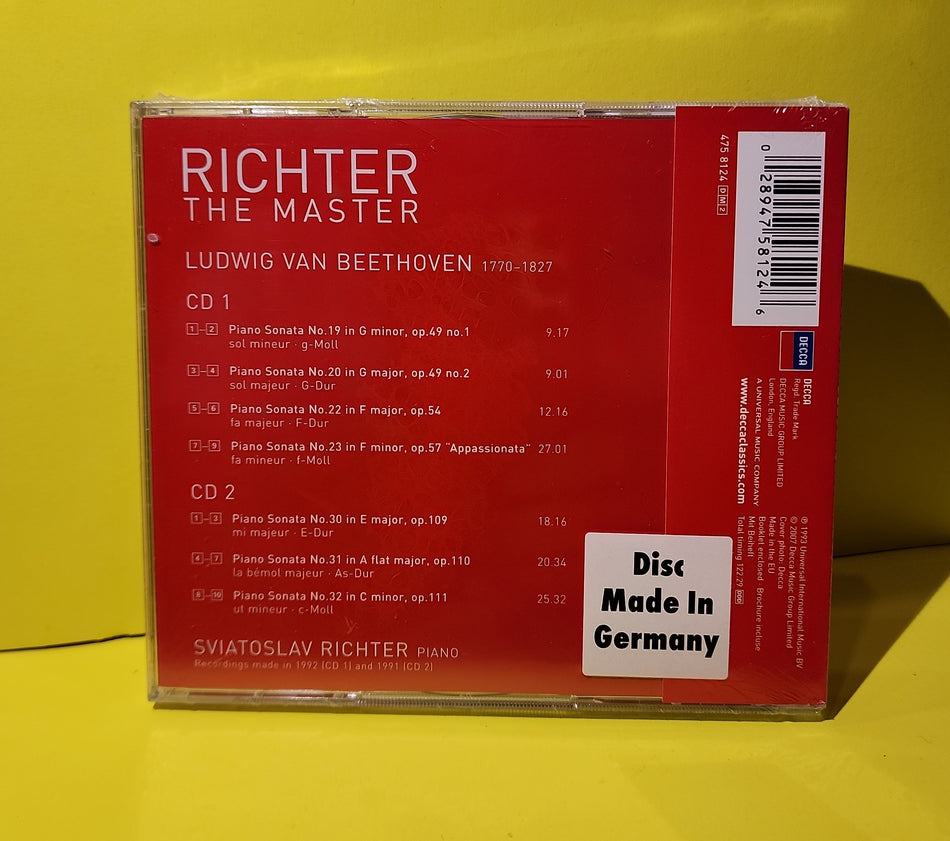 RICHTER
THE MASTER
LUDWIG VAN BEETHOVEN 1770–1827
CD 1
1–2 Piano Sonata No.19 in G minor, op.49 no.1 9.17
sol mineur · g-Moll
3–4 Piano Sonata No.20 in G major, op.49 no.2 9.01
sol majeur · G-Dur
5–6 Piano Sonata No.22 in F major, op.54 12.16
fa majeur · F-Dur
7–9 Piano Sonata No.23 in F minor, op.57 "Appassionata" 27.01
fa mineur · f-Moll
CD 2
1–3 Piano Sonata No.30 in E major, op.109 18.16
mi majeur · E-Dur
4–7 Piano Sonata No.31 in A flat major, op.110 20.34
la bémol majeur · As-Dur
8–10 Piano Sonata No.32 in C minor, op.111 25.32
ut mineur · c-Moll
SVIATOSLAV RICHTER PIANO
Recordings made in 1992 (CD 1) and 1991 (CD 2)
Disc
Made In
Germany
0 28947 58124 6
475 8124 DM2
DECCA
DECCA
Regd. Trade Mark
DECCA MUSIC GROUP LIMITED
London, England
A UNIVERSAL MUSIC COMPANY
www.deccaclassics.com
℗ 1993 Universal International Music BV
© 2007 Decca Music Group Limited
Cover photo: Decca
Made in the EU
Booklet enclosed · Brochure incluse
Mit Beiheft
Total timing 122.29 DDD